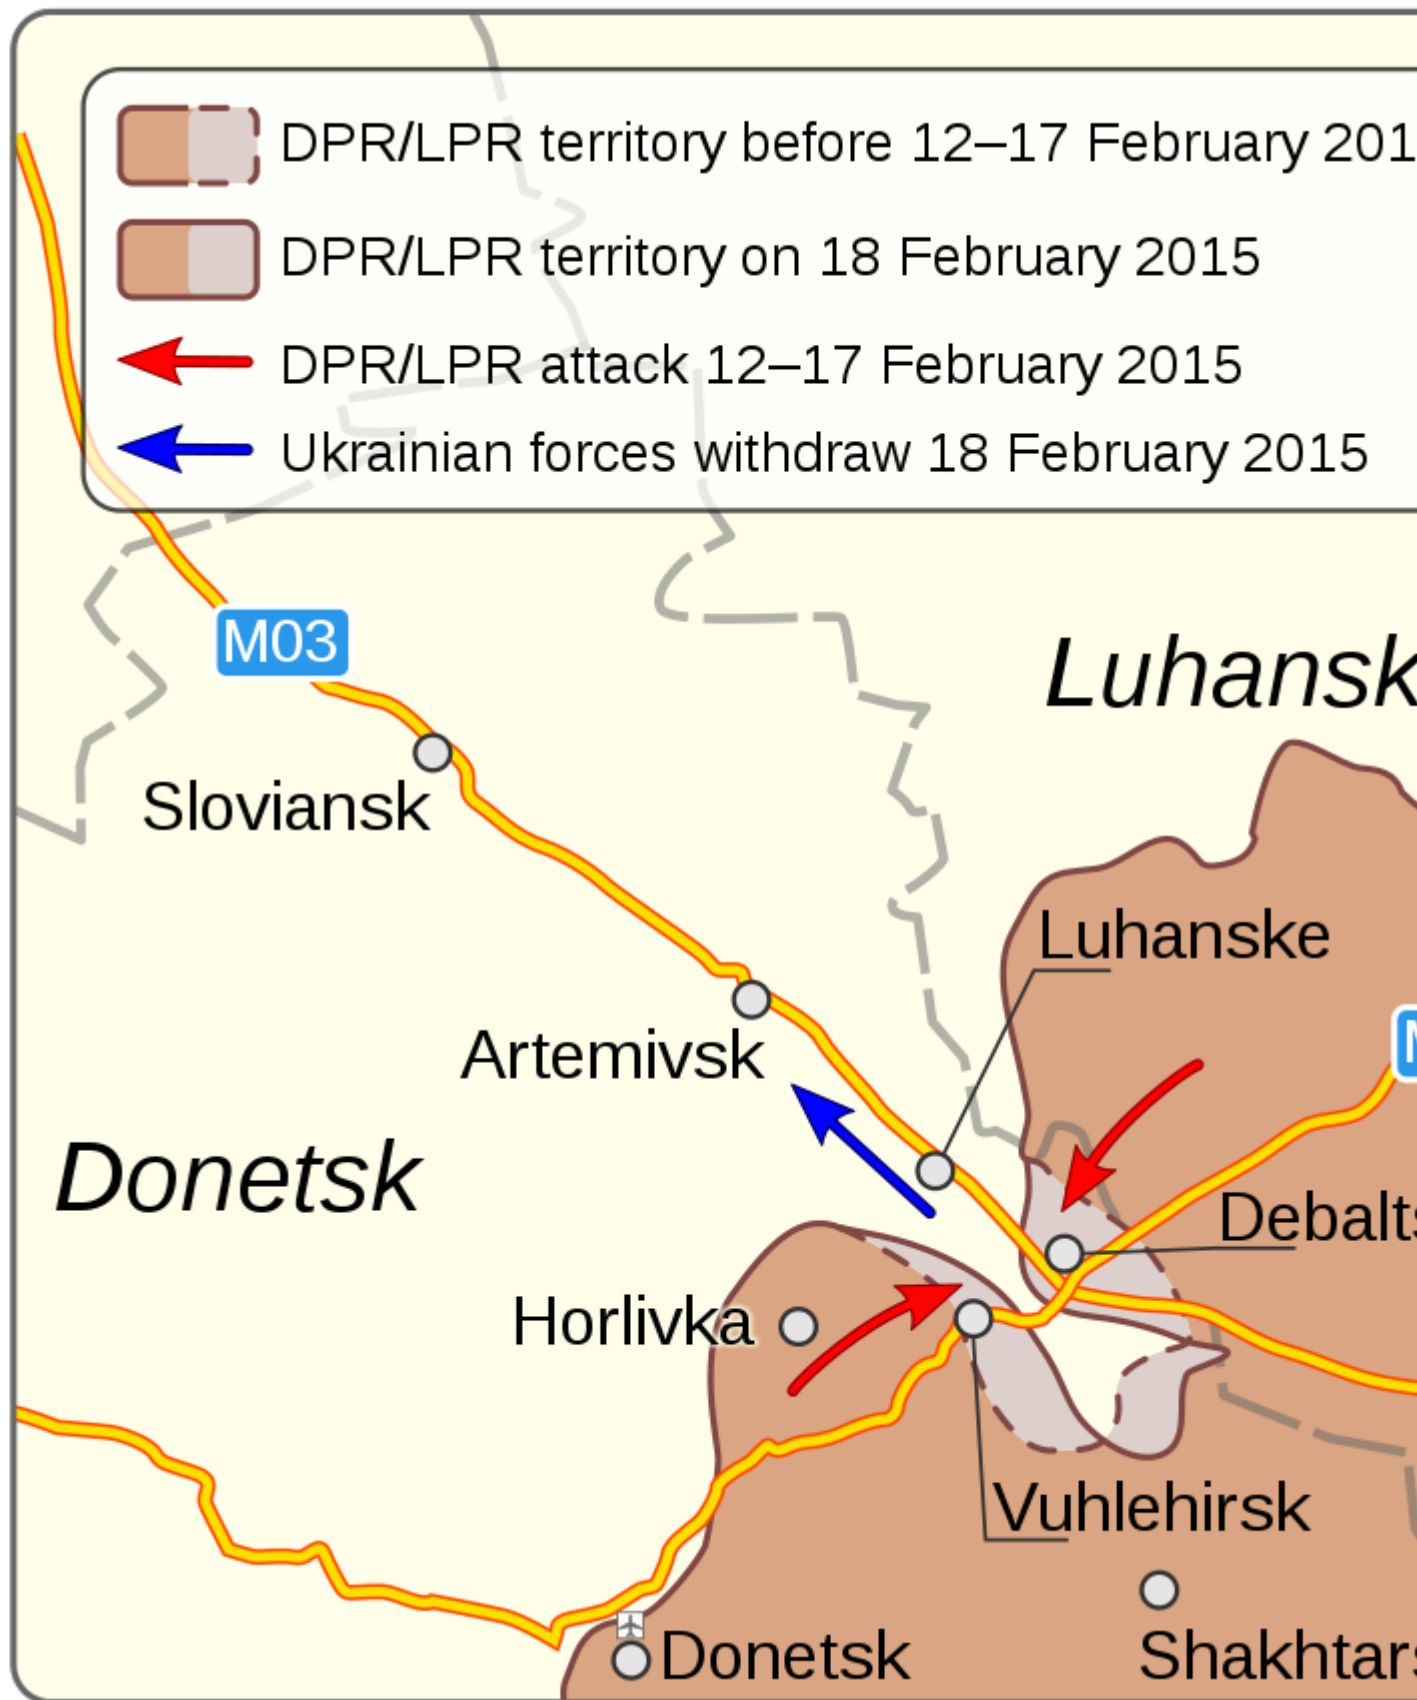 DPR/LPR territory before 12–17 February 201
DPR/LPR territory on 18 February 2015
DPR/LPR attack 12–17 February 2015
Ukrainian forces withdraw 18 February 2015
M03
Luhansk
Sloviansk
Luhanske
Artemivsk
Donetsk
Debalts
Horlivka
Vuhlehirsk
Donetsk
Shakhtars